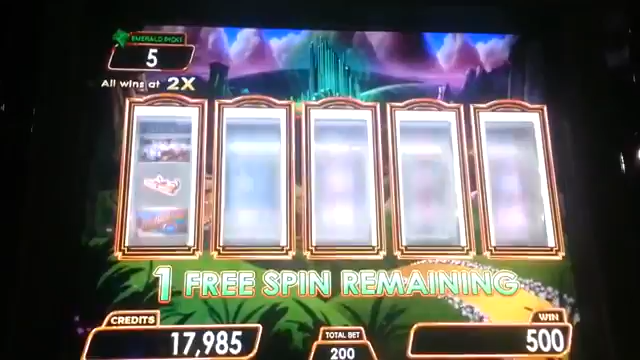 EMERALD PICKS
5
All wins at 2X
1 FREE SPIN REMAINING
CREDITS
17,985
TOTAL BET
200
WIN
500